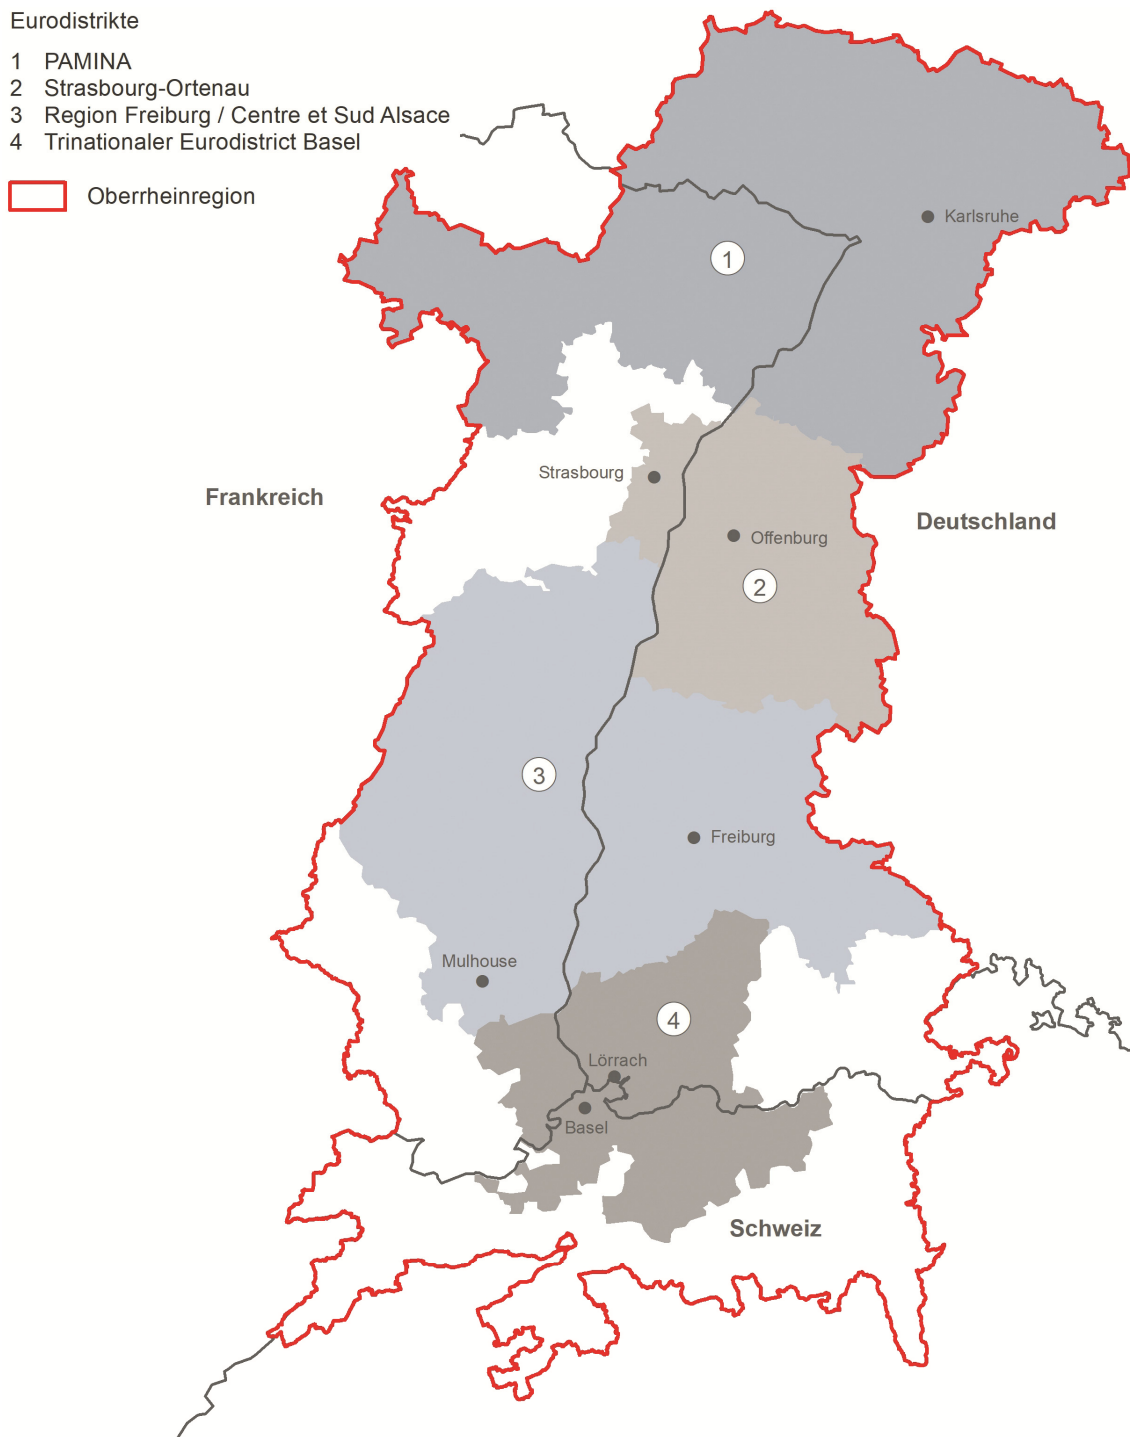 Eurodistrikte
1 PAMINA
2 Strasbourg-Ortenau
3 Region Freiburg / Centre et Sud Alsace
4 Trinationaler Eurodistrict Basel
Oberrheinregion
Karlsruhe
1
Strasbourg
Frankreich
Deutschland
Offenburg
2
3
Freiburg
Mulhouse
4
Lörrach
Basel
Schweiz